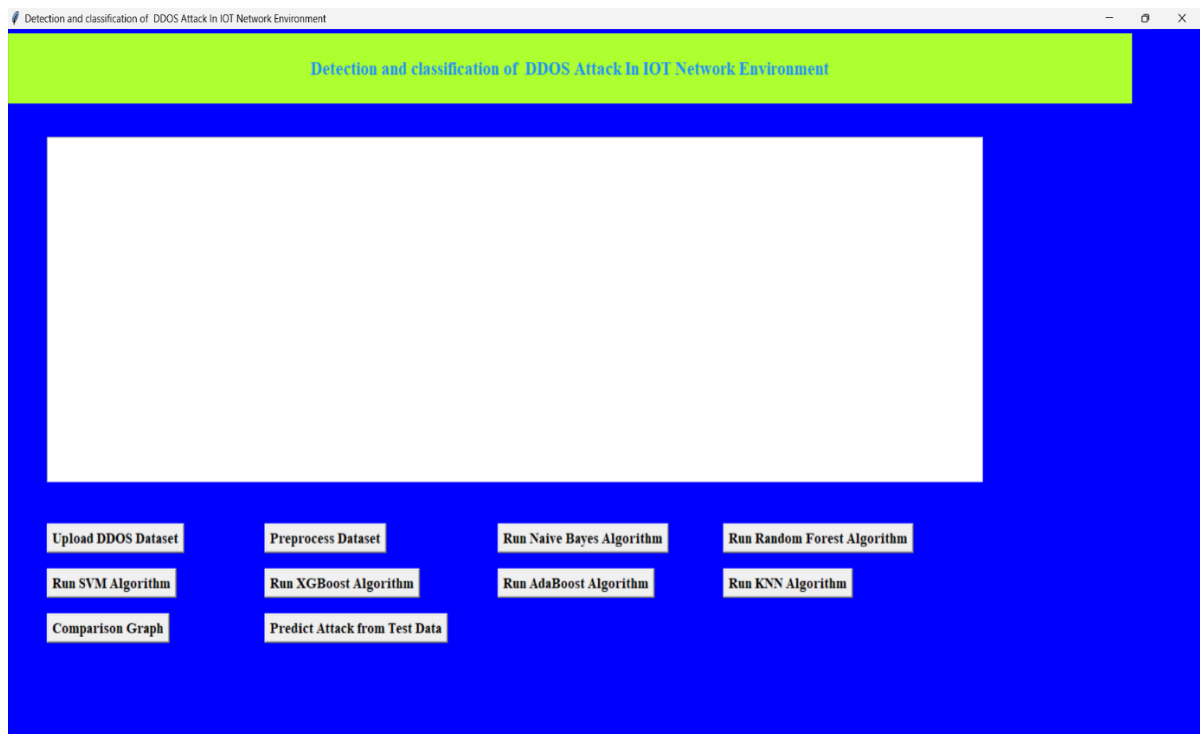 Detection and classification of  DDOS Attack In IOT Network Environment
Detection and classification of  DDOS Attack In IOT Network Environment
Upload DDOS Dataset
Preprocess Dataset
Run Naive Bayes Algorithm
Run Random Forest Algorithm
Run SVM Algorithm
Run XGBoost Algorithm
Run AdaBoost Algorithm
Run KNN Algorithm
Comparison Graph
Predict Attack from Test Data